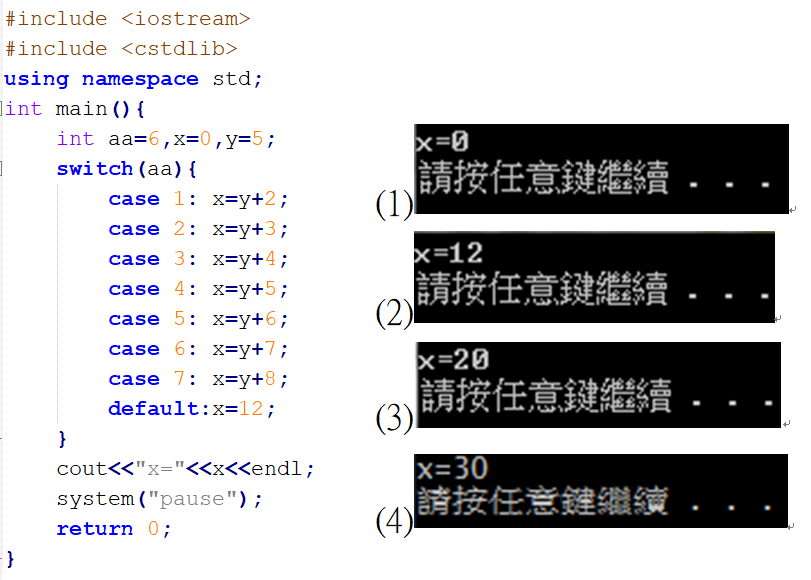 #include <iostream>
#include <cstdlib>
using namespace std;
int main(){
    int aa=6,x=0,y=5;
    switch(aa){
        case 1: x=y+2;
        case 2: x=y+3;
        case 3: x=y+4;
        case 4: x=y+5;
        case 5: x=y+6;
        case 6: x=y+7;
        case 7: x=y+8;
        default:x=12;
    }
    cout<<"x="<<x<<endl;
    system("pause");
    return 0;
}
(1)
x=0
請按任意鍵繼續 . . .
(2)
x=12
請按任意鍵繼續 . . .
(3)
x=20
請按任意鍵繼續 . . .
(4)
x=30
請按任意鍵繼續 . . .